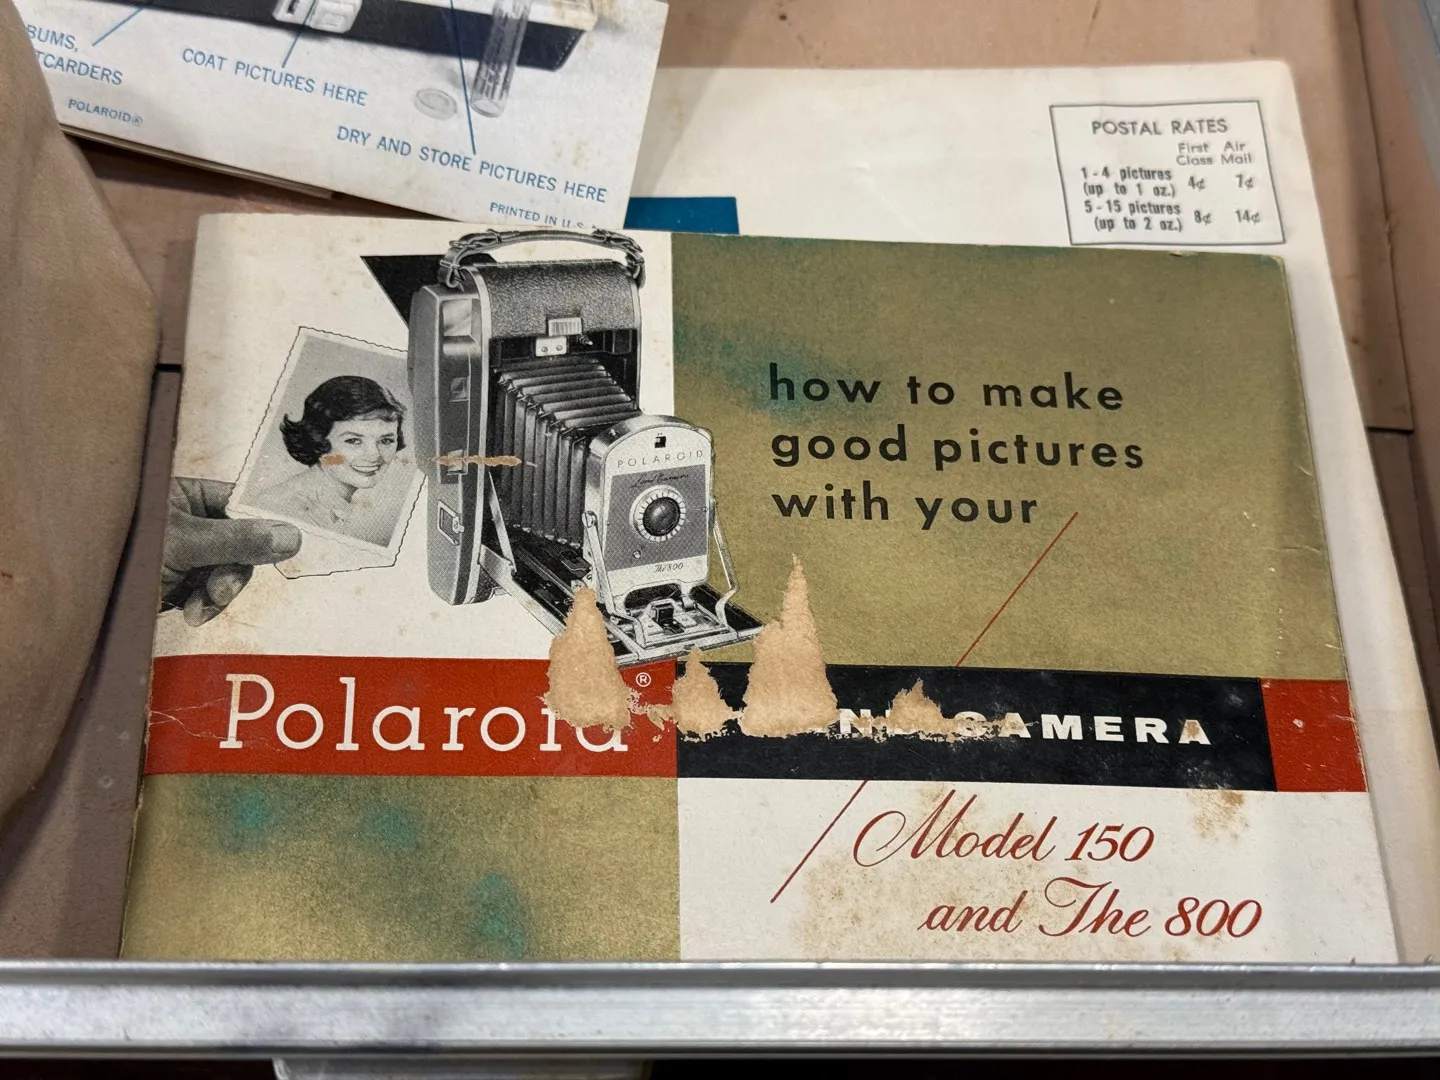 COAT PICTURES HERE
POLAROID®
DRY AND STORE PICTURES HERE
PRINTED IN U.S.
POSTAL RATES
First Air
Class Mail
1-4 pictures
(up to 1 oz.) 4¢ 7¢
5-15 pictures
(up to 2 oz.) 8¢ 14¢
how to make
good pictures
with your
POLAROID
Land Camera
The 800
Polaroid®
CAMERA
Model 150
and The 800